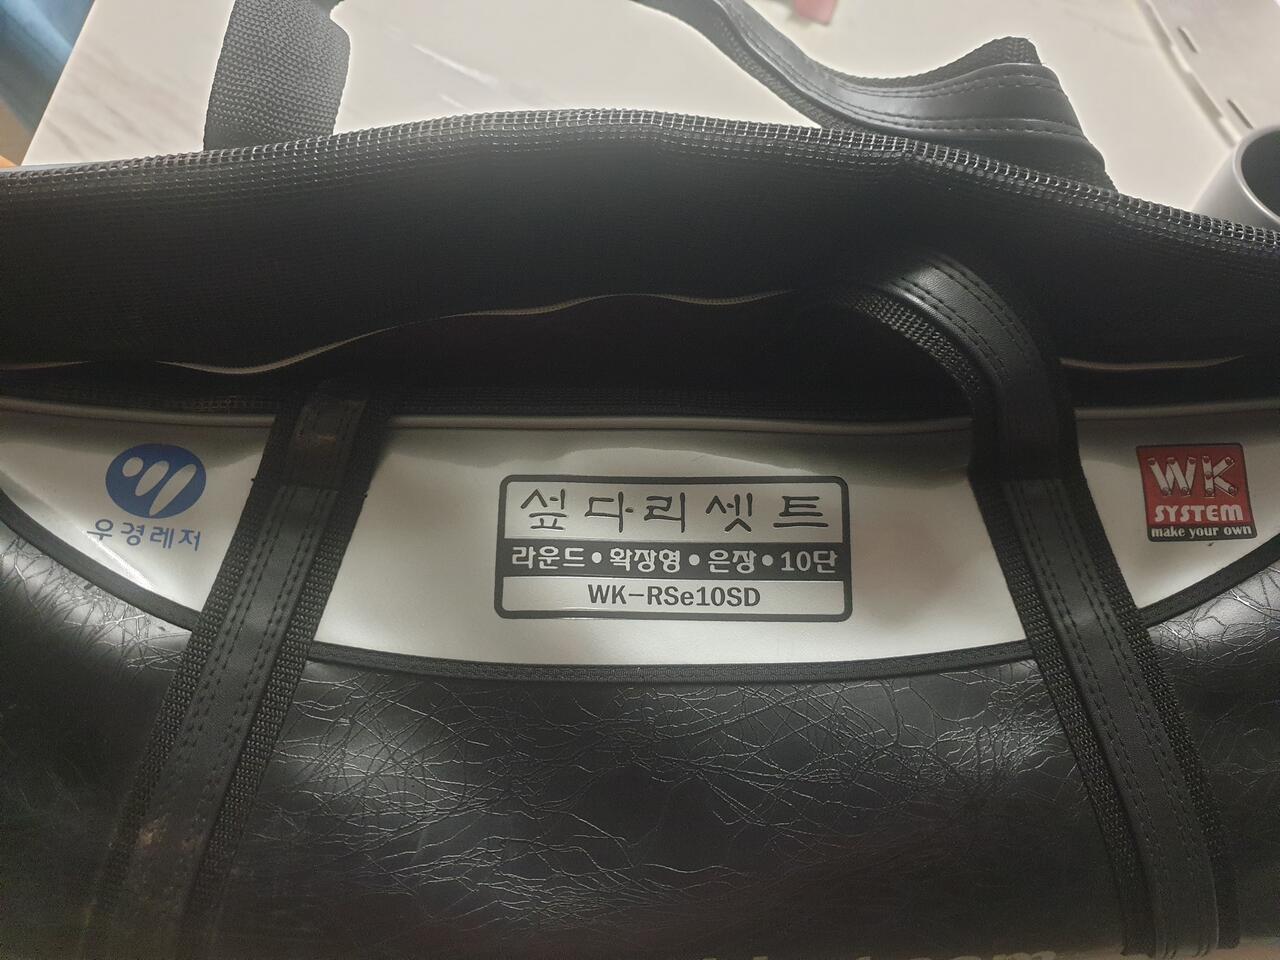 우경레저
섶다리셋트
라운드•확장형•은장•10단
WK-RSe10SD
WK
SYSTEM
make your own